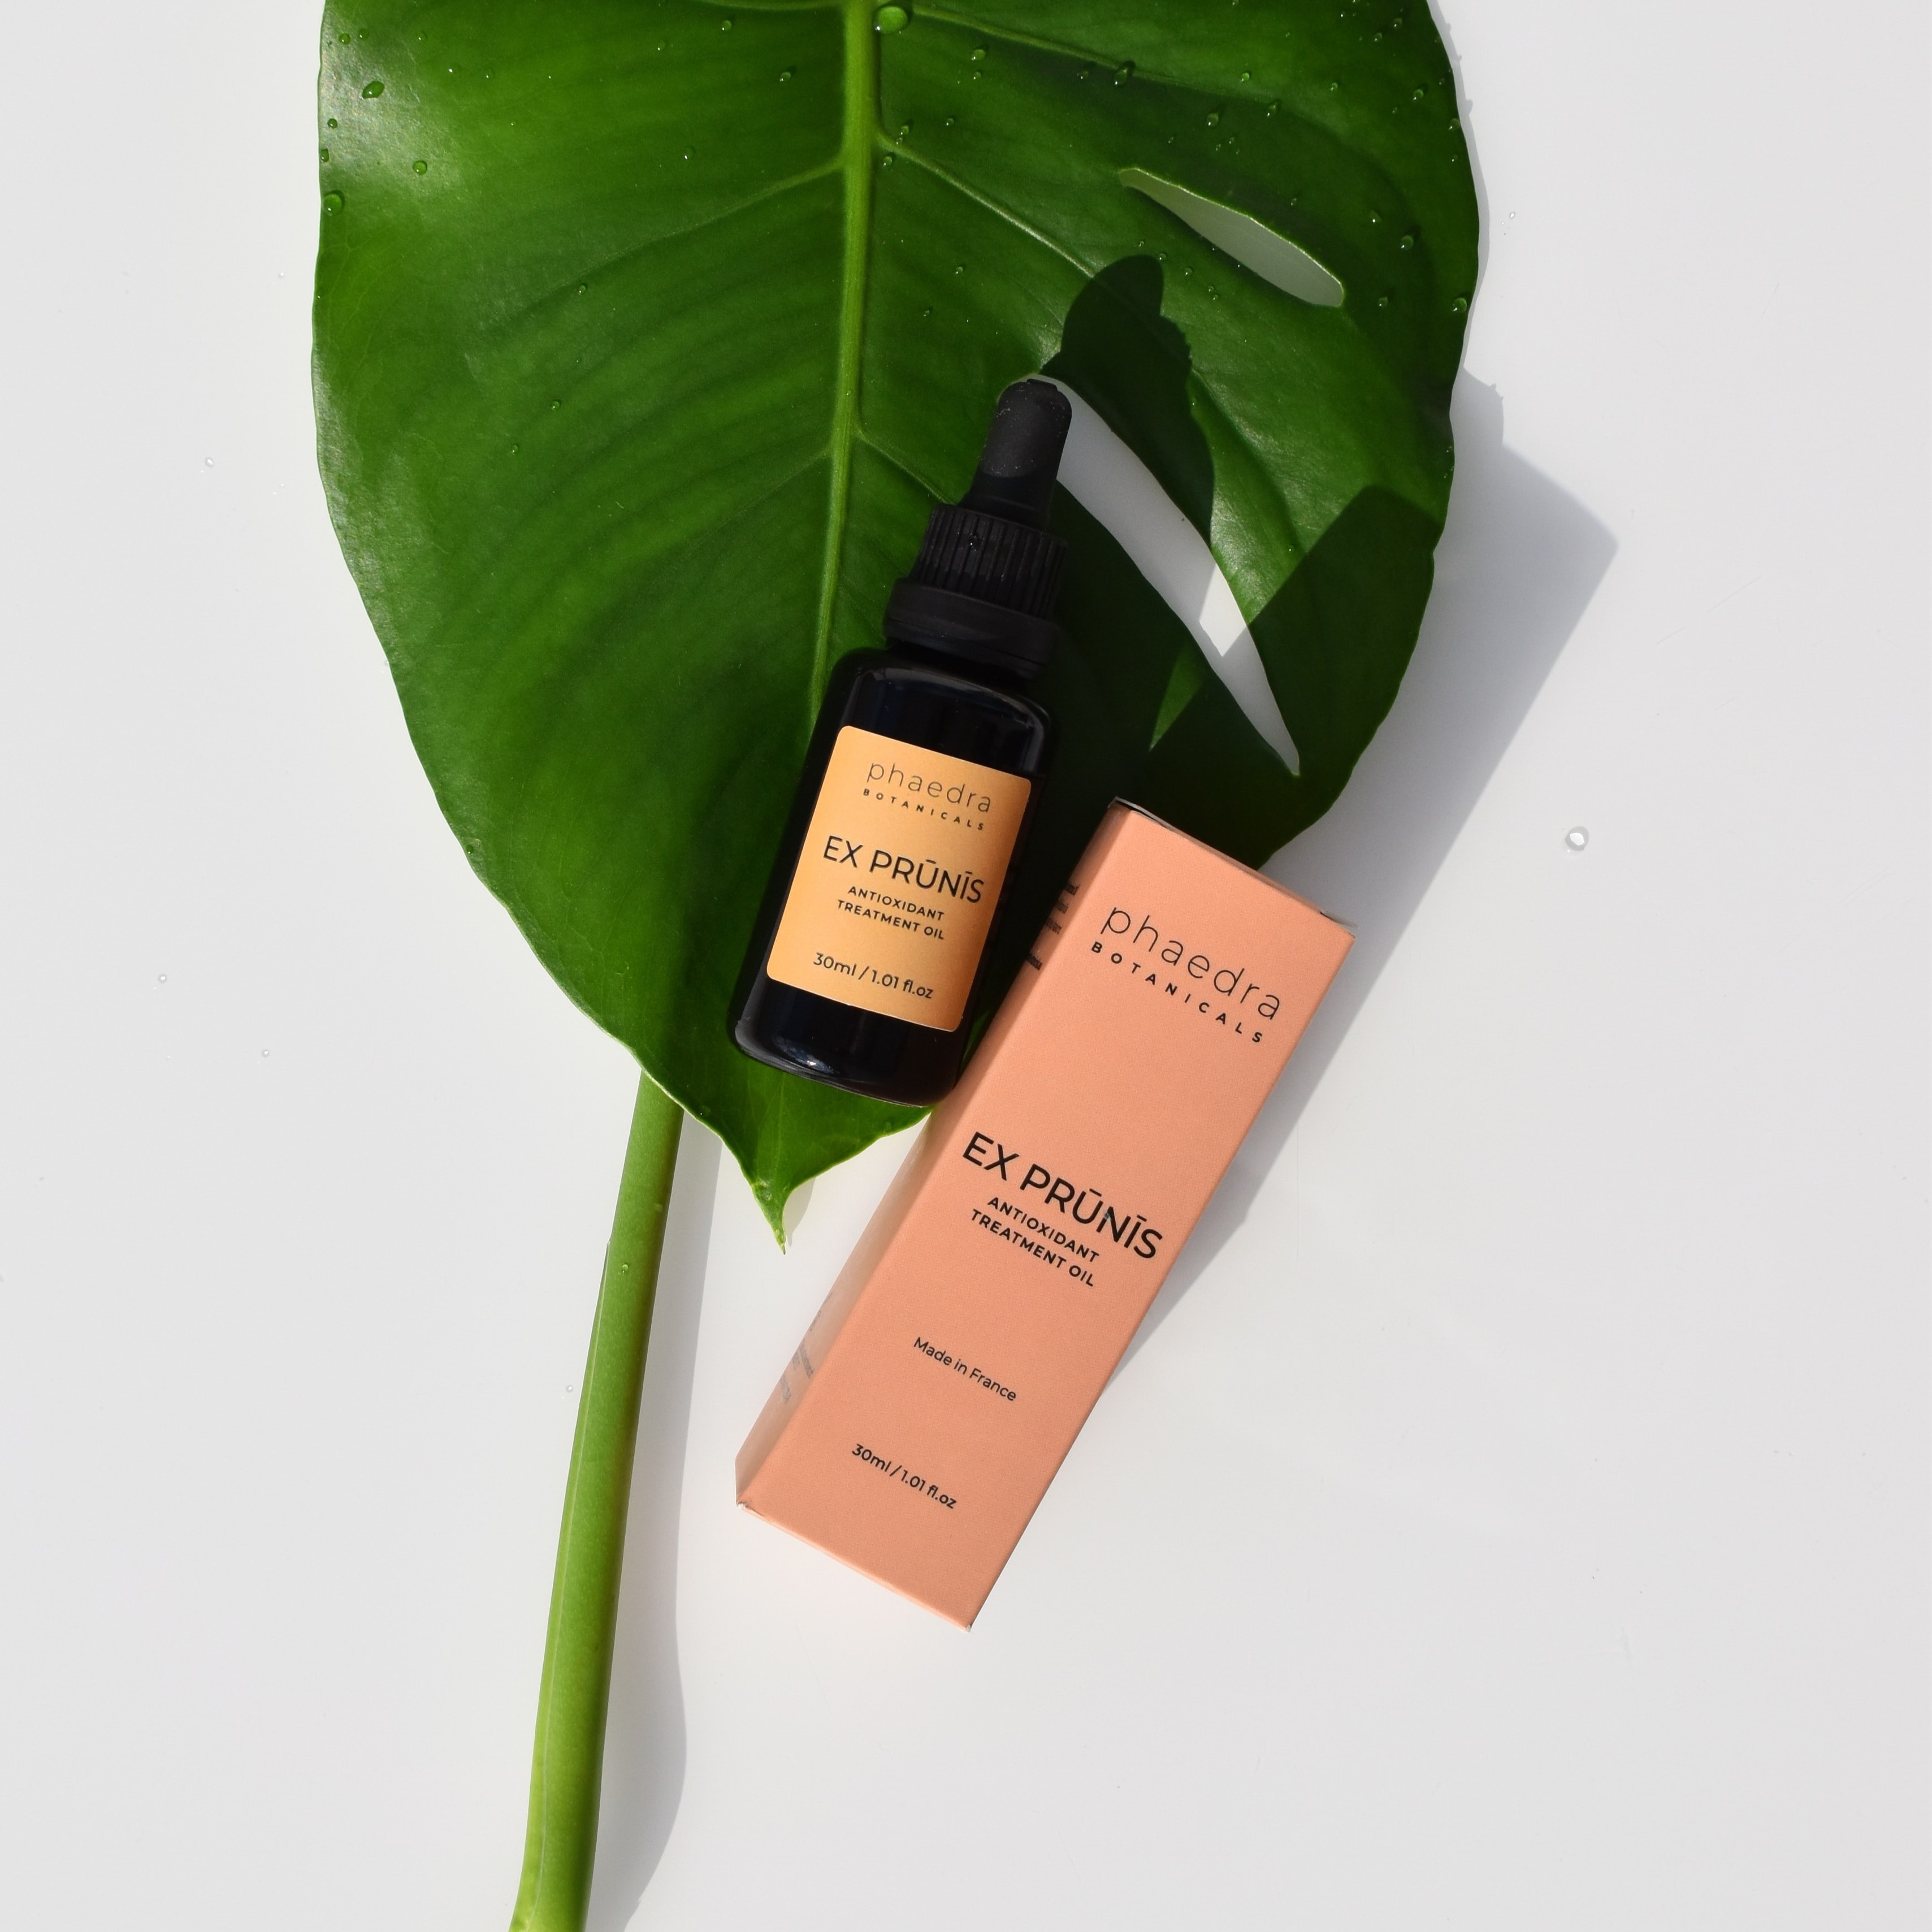 phaedra
BOTANICALS
EX PRŪNĪS
ANTIOXIDANT
TREATMENT OIL
30ml / 1.01 fl.oz
phaedra
BOTANICALS
EX PRŪNĪS
ANTIOXIDANT
TREATMENT OIL
Made in France
30ml / 1.01 fl.oz